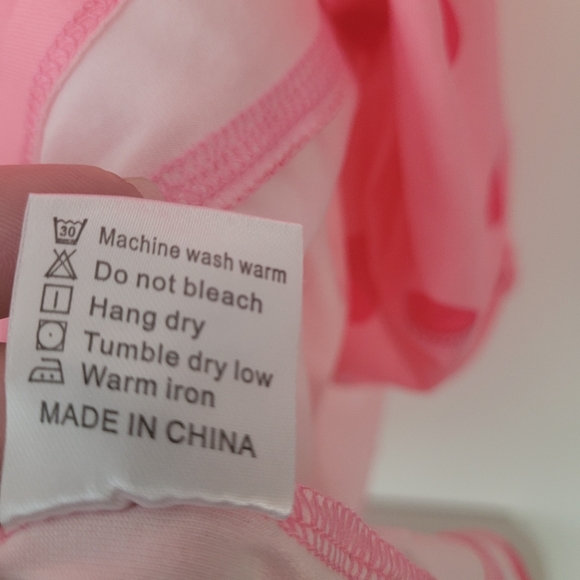 30 Machine wash warm
Do not bleach
Hang dry
Tumble dry low
Warm iron
MADE IN CHINA